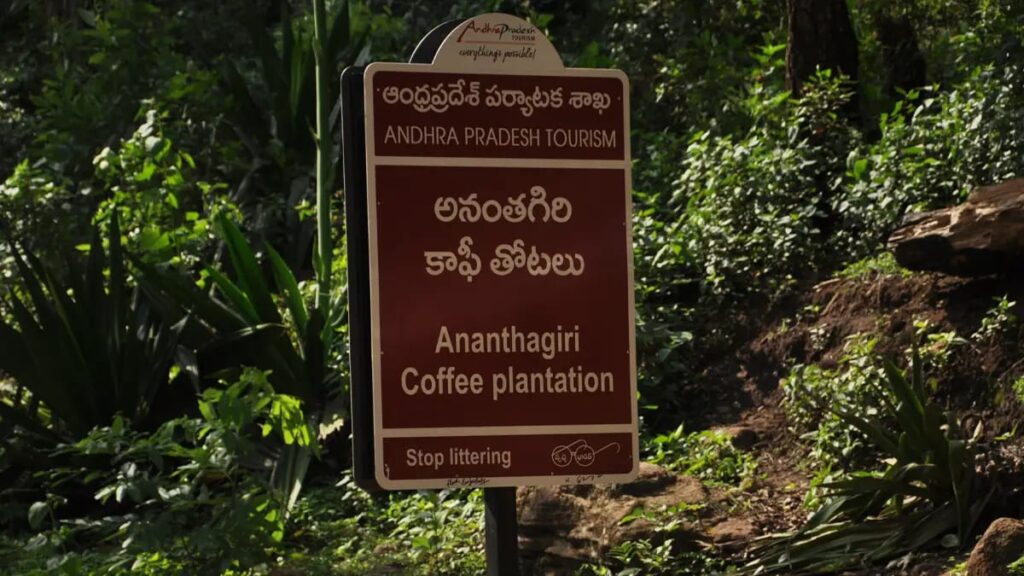 Andhra Pradesh
TOURISM
everything's possible!
ఆంధ్రప్రదేశ్ పర్యాటక శాఖ
ANDHRA PRADESH TOURISM
అనంతగిరి
కాఫీ తోటలు
Ananthagiri
Coffee plantation
Stop littering